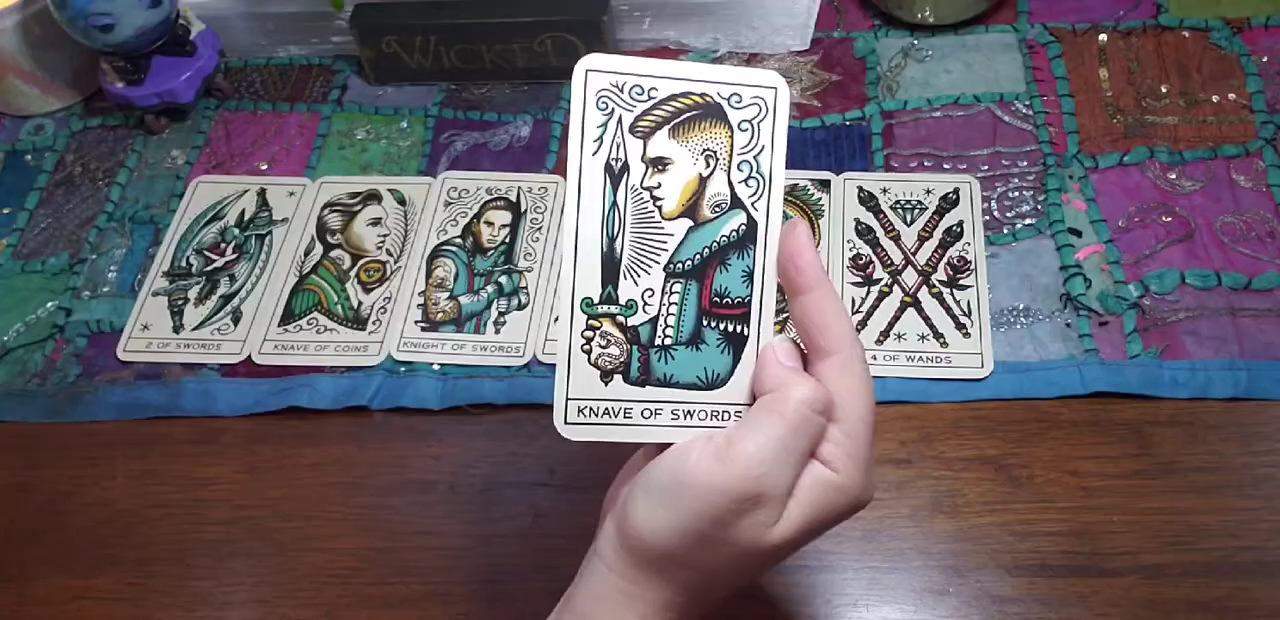 WICKED
2 OF SWORDS
KNAVE OF COINS
KNIGHT OF SWORDS
KNAVE OF SWORDS
4 OF WANDS